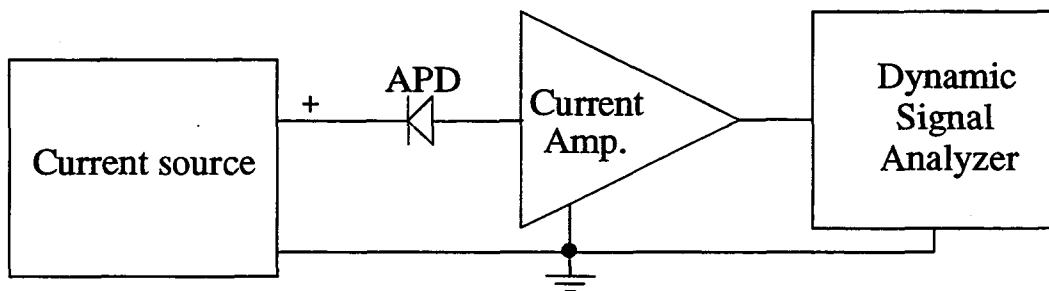 Current source
+
APD
Current
Amp.
Dynamic
Signal
Analyzer